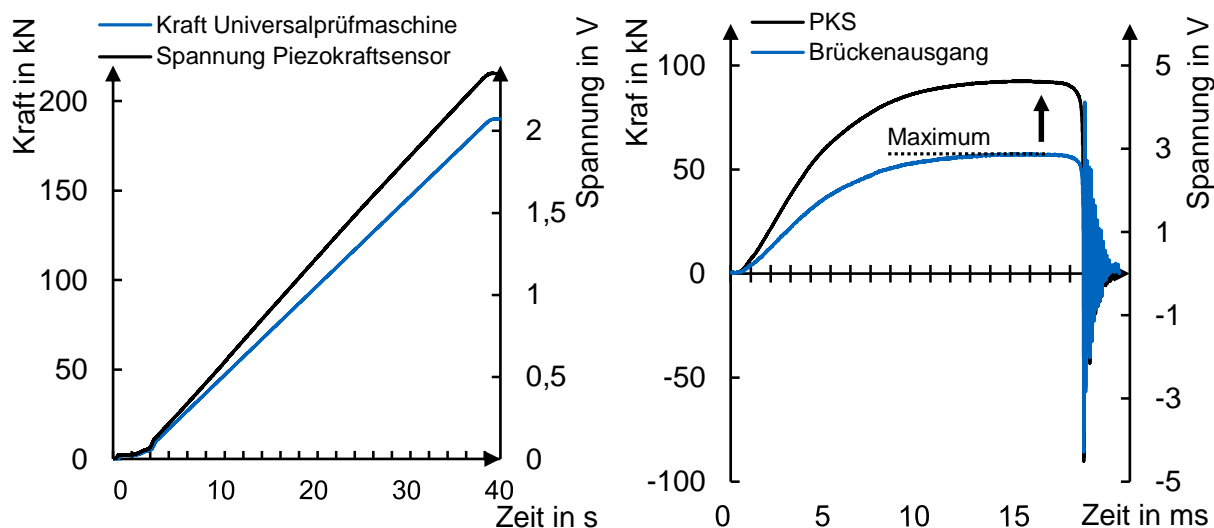 Kraft Universalprüfmaschine
Spannung Piezokraftsensor
Kraft in kN
Spannung in V
200
150
100
50
0
2
1,5
1
0,5
0
0
10
20
30
40
Zeit in s
PKS
Brückenausgang
Kraf in kN
Spannung in V
Maximum
100
50
0
-50
-100
5
3
1
-1
-3
-5
0
5
10
15
Zeit in ms